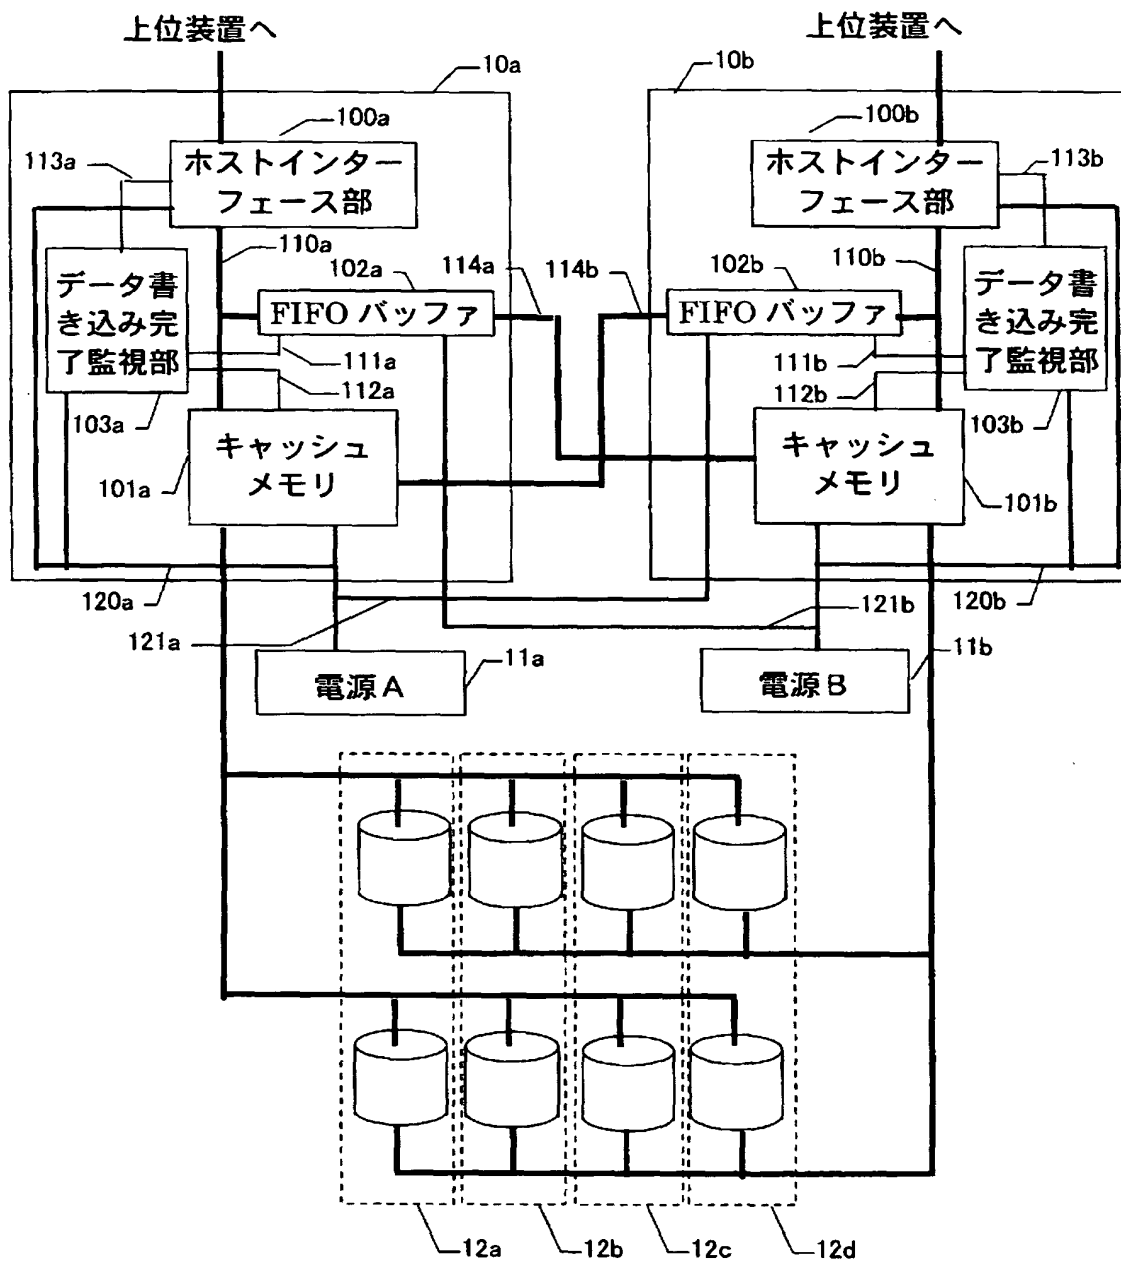 上位装置へ
上位装置へ
10a
10b
100a
100b
ホストインター
フェース部
ホストインター
フェース部
113a
113b
110a
110b
102a
102b
114a
114b
データ書
き込み完
了監視部
データ書
き込み完
了監視部
FIFO バッファ
FIFO バッファ
111a
111b
112a
112b
103a
103b
キャッシュ
メモリ
キャッシュ
メモリ
101a
101b
120a
120b
121a
121b
11a
11b
電源A
電源B
12a
12b
12c
12d